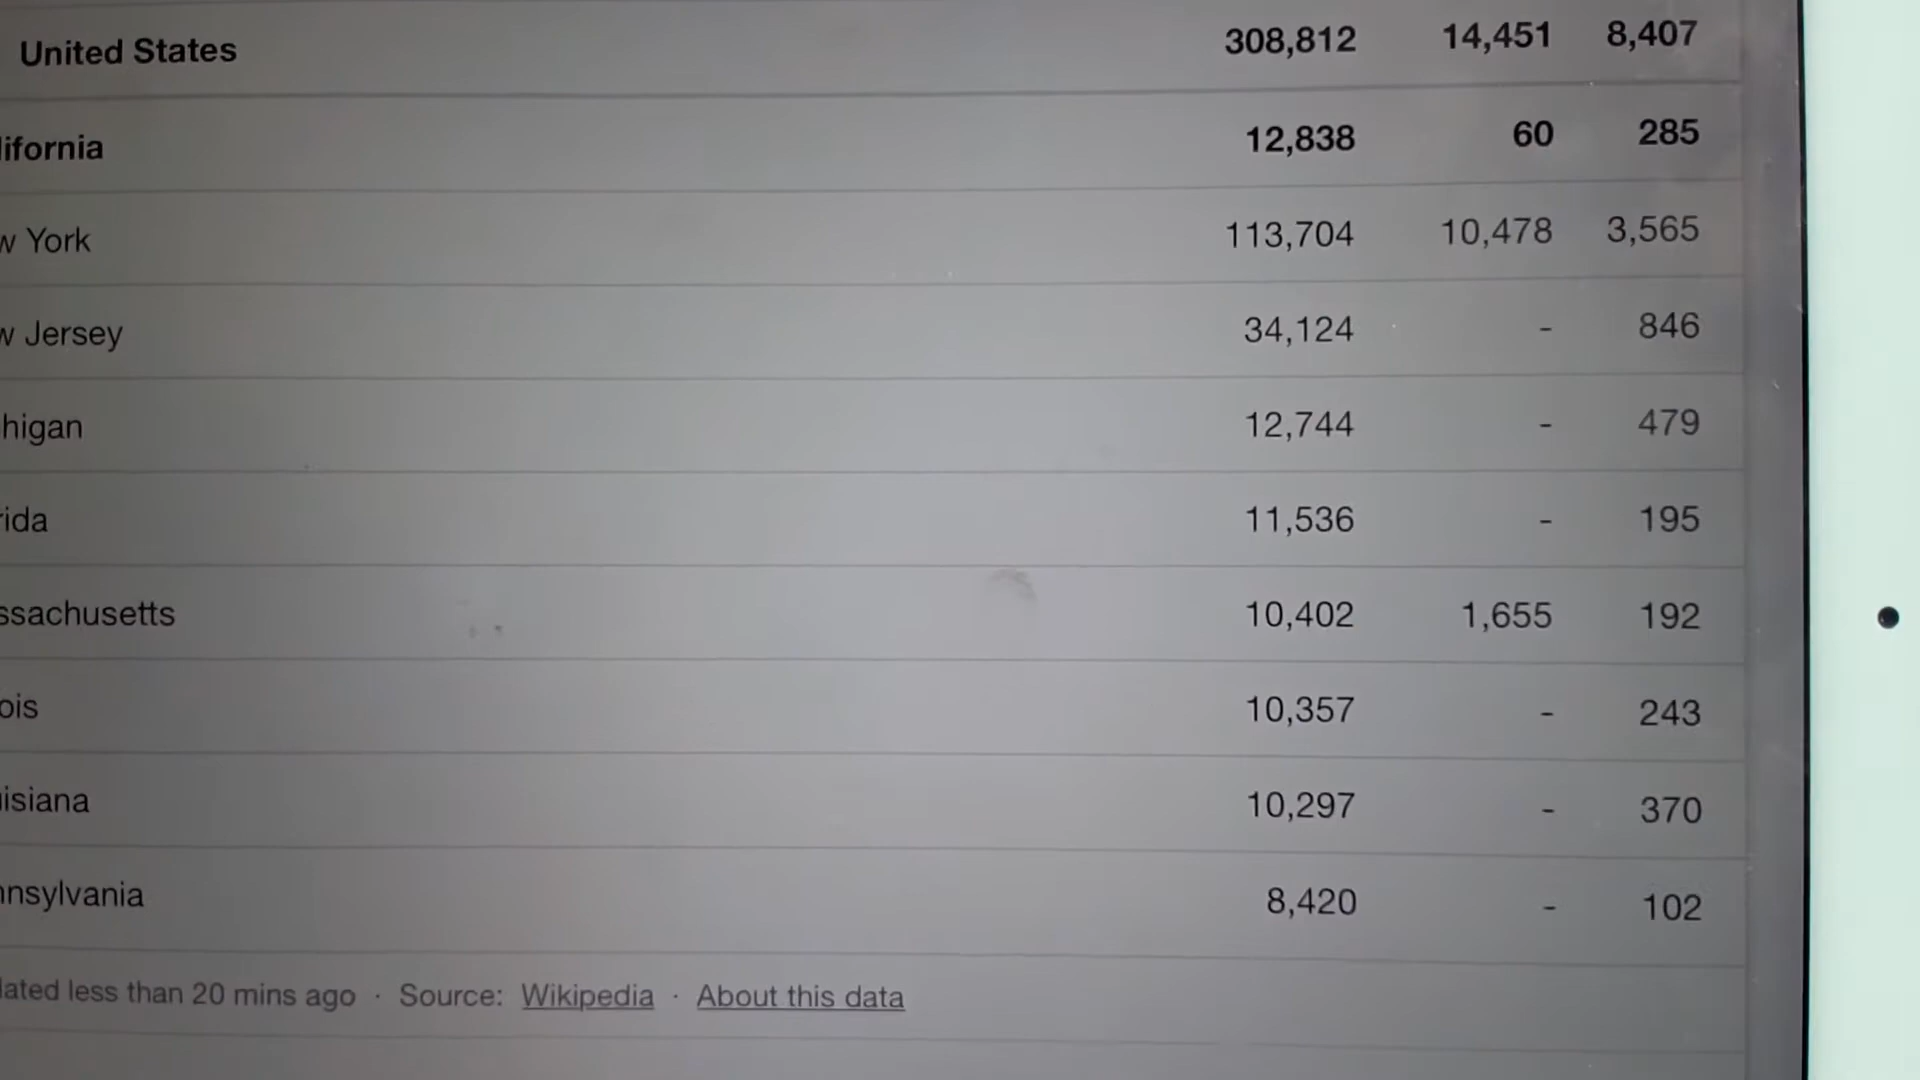 United States 308,812 14,451 8,407
lifornia 12,838 60 285
w York 113,704 10,478 3,565
w Jersey 34,124 - 846
higan 12,744 - 479
rida 11,536 - 195
ssachusetts 10,402 1,655 192
ois 10,357 - 243
isiana 10,297 - 370
nnsylvania 8,420 - 102
lated less than 20 mins ago · Source: Wikipedia · About this data